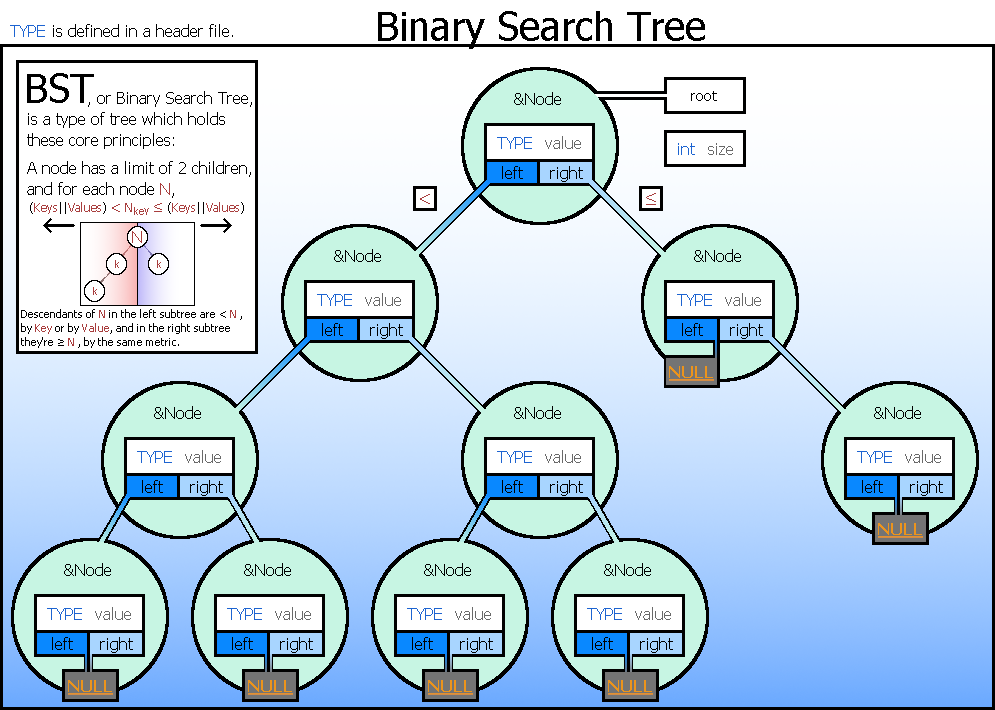 TYPE is defined in a header file.
Binary Search Tree
BST, or Binary Search Tree,
is a type of tree which holds
these core principles:
A node has a limit of 2 children,
and for each node N,
(Keys||Values) < Nkey ≤ (Keys||Values)
N
k k
k
Descendants of N in the left subtree are < N ,
by Key or by Value, and in the right subtree
they're ≥ N , by the same metric.
&Node
TYPE value
left right
root
int size
< ≤
&Node
TYPE value
left right
&Node
TYPE value
left right
NULL
&Node
TYPE value
left right
&Node
TYPE value
left right
&Node
TYPE value
left right
NULL
&Node
TYPE value
left right
NULL
&Node
TYPE value
left right
NULL
&Node
TYPE value
left right
NULL
&Node
TYPE value
left right
NULL